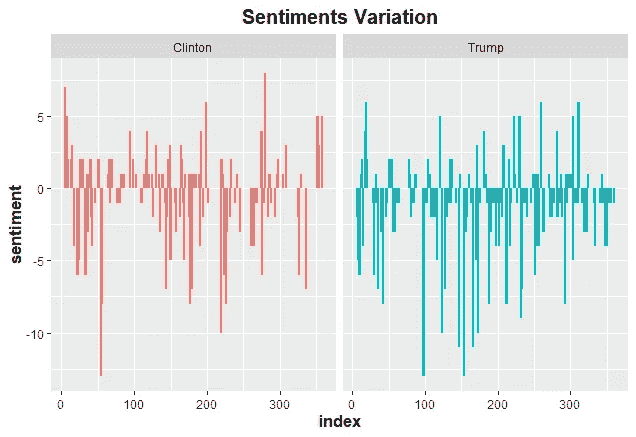 Sentiments Variation
Clinton Trump
sentiment
5
0
-5
-10
0 100 200 300 0 100 200 300
index